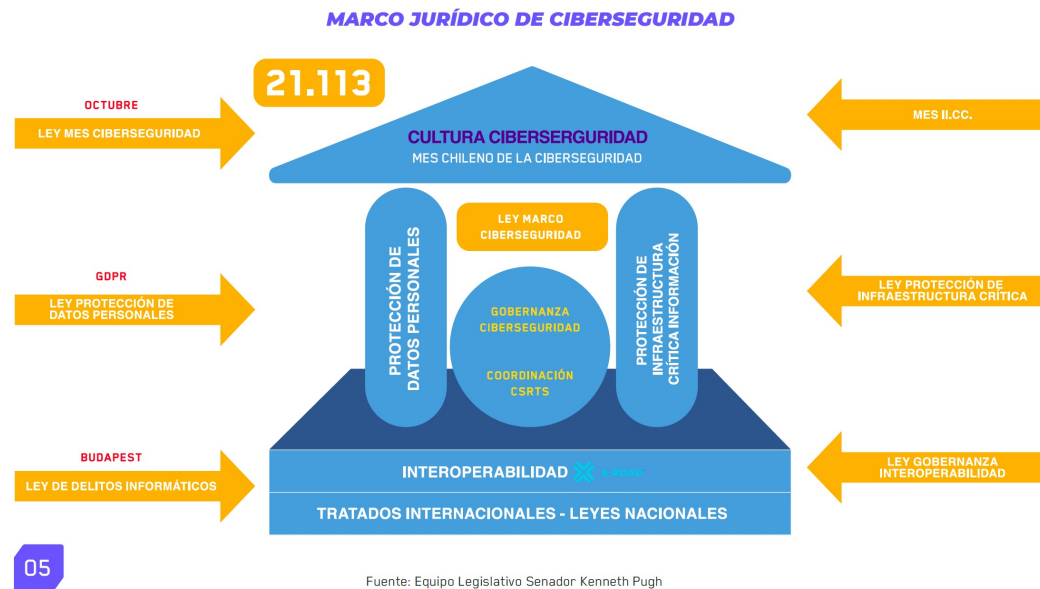 MARCO JURÍDICO DE CIBERSEGURIDAD
21.113
OCTUBRE
LEY MES CIBERSEGURIDAD
CULTURA CIBERSERGURIDAD
MES CHILENO DE LA CIBERSEGURIDAD
MES II.CC.
GDPR
LEY PROTECCIÓN DE
DATOS PERSONALES
PROTECCIÓN DE
DATOS PERSONALES
LEY MARCO
CIBERSEGURIDAD
GOBERNANZA
CIBERSEGURIDAD
COORDINACIÓN
CSRTS
PROTECCIÓN DE
INFRAESTRUCTURA
CRÍTICA INFORMACIÓN
LEY PROTECCIÓN DE
INFRAESTRUCTURA CRÍTICA
BUDAPEST
LEY DE DELITOS INFORMÁTICOS
INTEROPERABILIDAD X-ROAD
TRATADOS INTERNACIONALES - LEYES NACIONALES
LEY GOBERNANZA
INTEROPERABILIDAD
05
Fuente: Equipo Legislativo Senador Kenneth Pugh